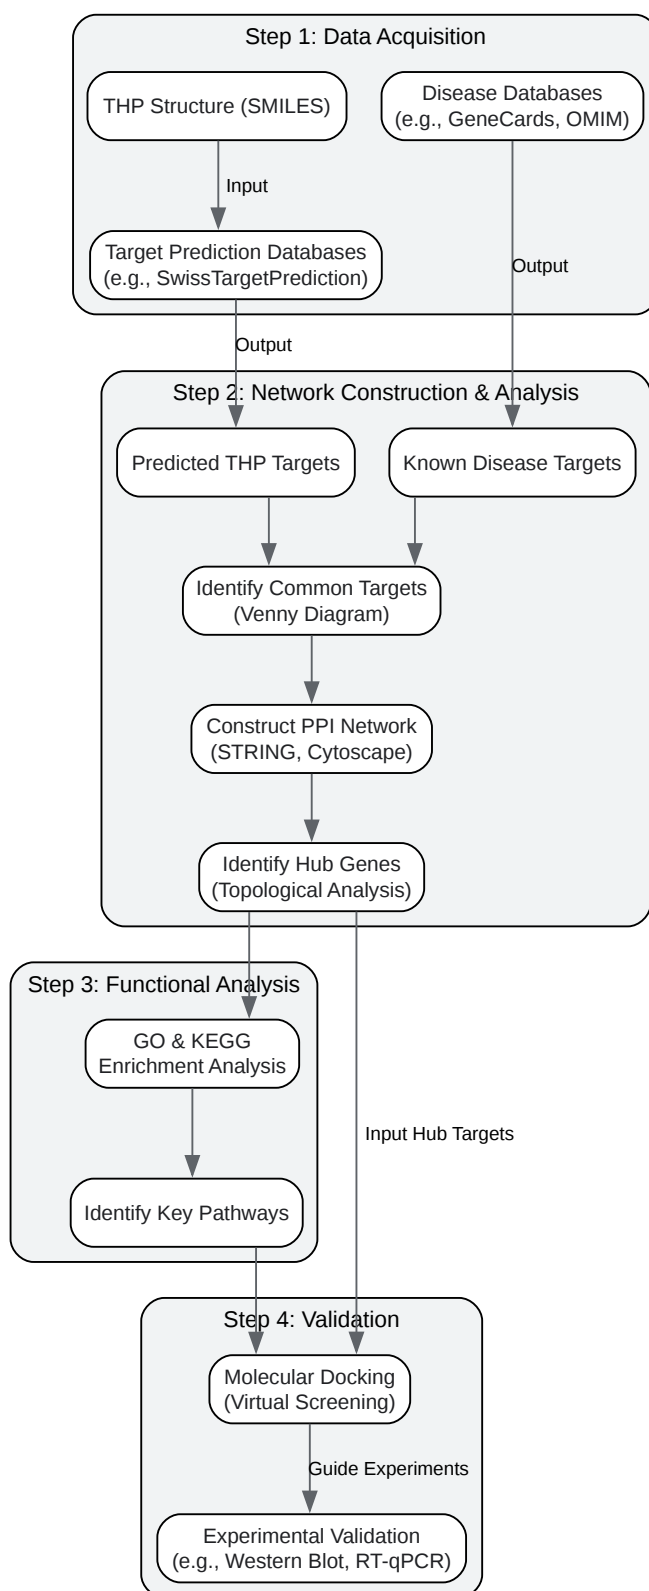 Step 1: Data Acquisition
THP Structure (SMILES)
Disease Databases
(e.g., GeneCards, OMIM)
Input
Target Prediction Databases
(e.g., SwissTargetPrediction)
Output
Output
Step 2: Network Construction & Analysis
Predicted THP Targets
Known Disease Targets
Identify Common Targets
(Venny Diagram)
Construct PPI Network
(STRING, Cytoscape)
Identify Hub Genes
(Topological Analysis)
Step 3: Functional Analysis
GO & KEGG
Enrichment Analysis
Input Hub Targets
Identify Key Pathways
Step 4: Validation
Molecular Docking
(Virtual Screening)
Guide Experiments
Experimental Validation
(e.g., Western Blot, RT-qPCR)